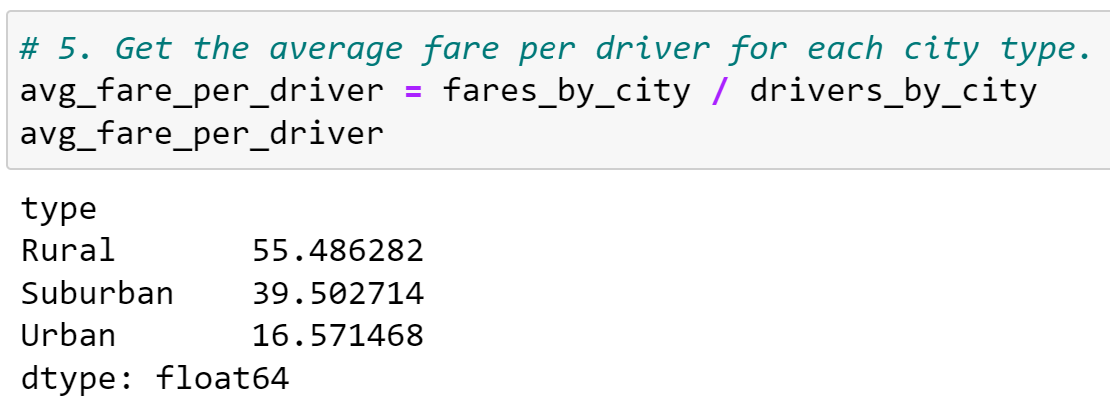 # 5. Get the average fare per driver for each city type.
avg_fare_per_driver = fares_by_city / drivers_by_city
avg_fare_per_driver
type
Rural 55.486282
Suburban 39.502714
Urban 16.571468
dtype: float64